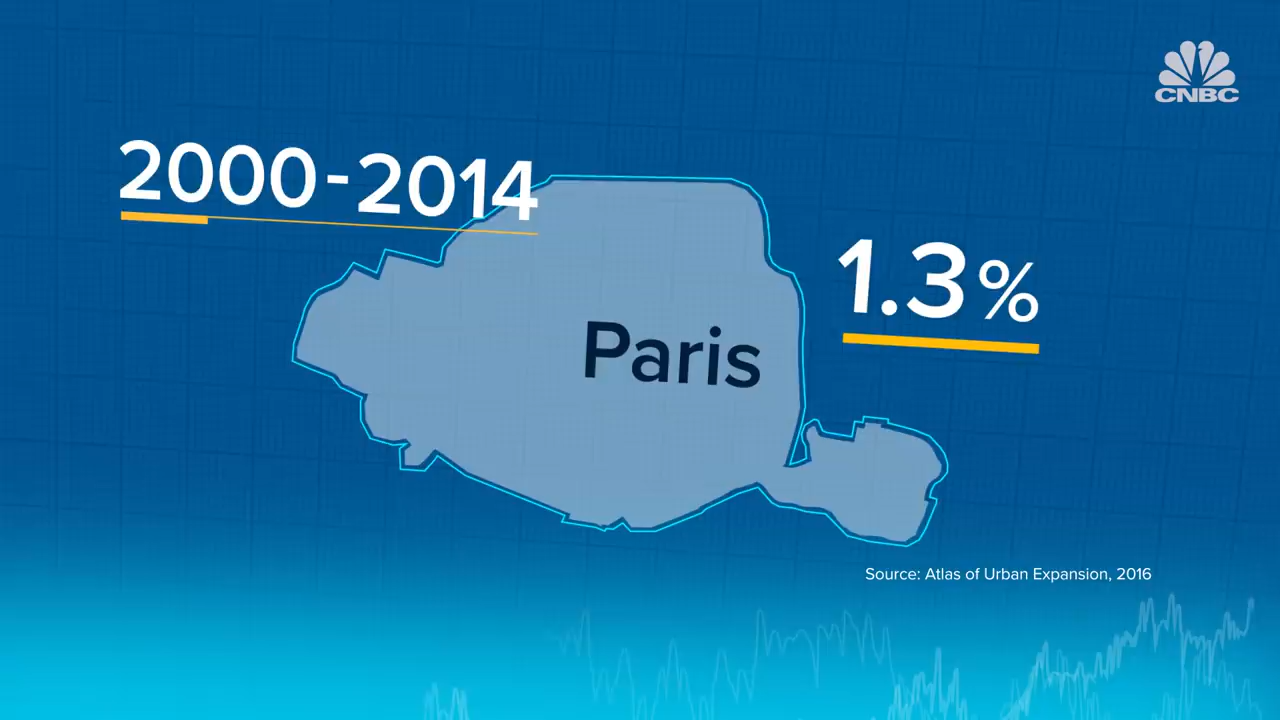 CNBC
2000-2014
1.3%
Paris
Source: Atlas of Urban Expansion, 2016